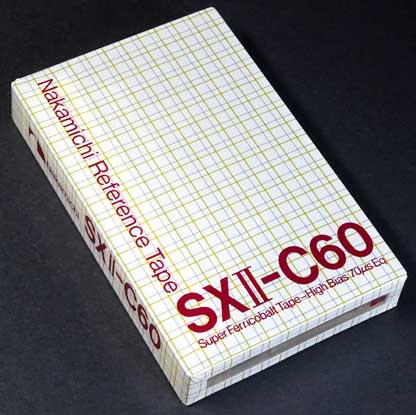 Nakamichi Reference Tape
SXII-C60
Super Ferricobalt Tape-High Bias 70μs Eq
SXII-C60